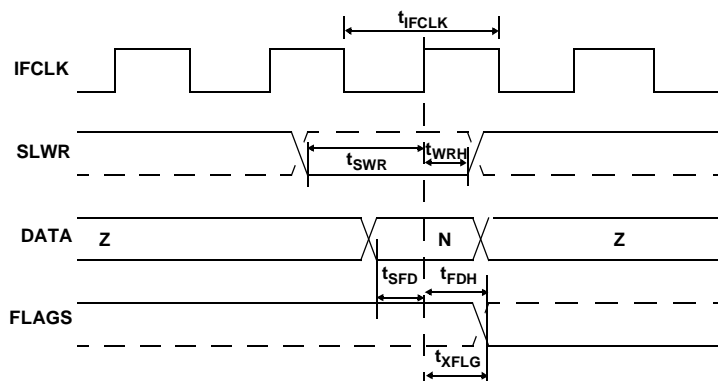 tIFCLK
IFCLK
SLWR
tSWR
tWRH
DATA
Z
N
Z
tSFD
tFDH
FLAGS
tXFLG